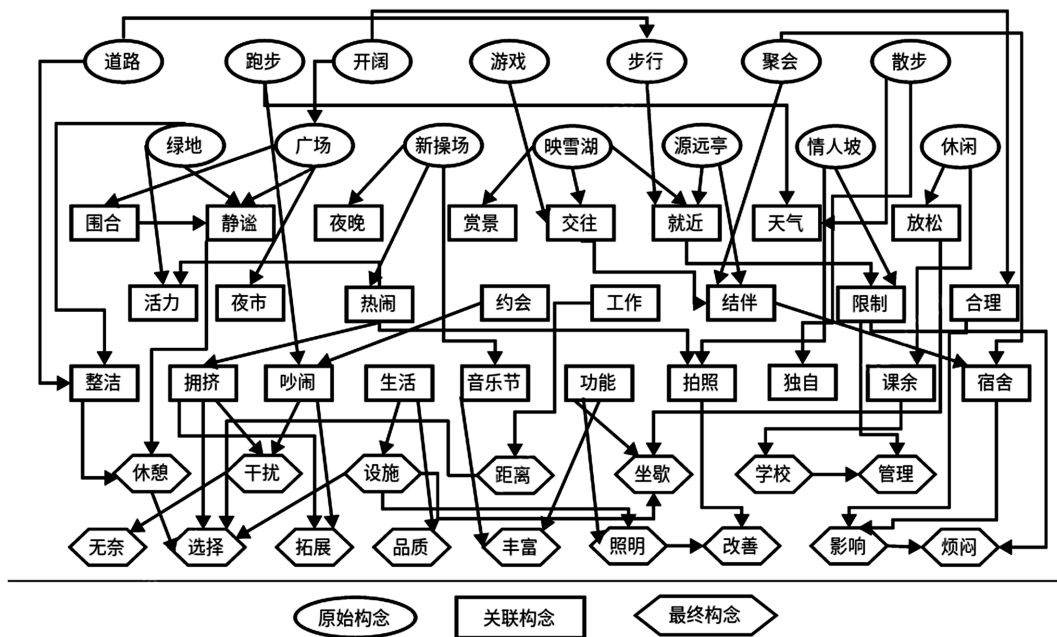 道路 跑步 开阔 游戏 步行 聚会 散步
绿地 广场 新操场 映雪湖 源远亭 情人坡 休闲
围合 静谧 夜晚 赏景 交往 就近 天气 放松
活力 夜市 热闹 约会 工作 结伴 限制 合理
整洁 拥挤 吵闹 生活 音乐节 功能 拍照 独自 课余 宿舍
休憩 干扰 设施 距离 坐歇 学校 管理
无奈 选择 拓展 品质 丰富 照明 改善 影响 烦闷
原始构念 关联构念 最终构念